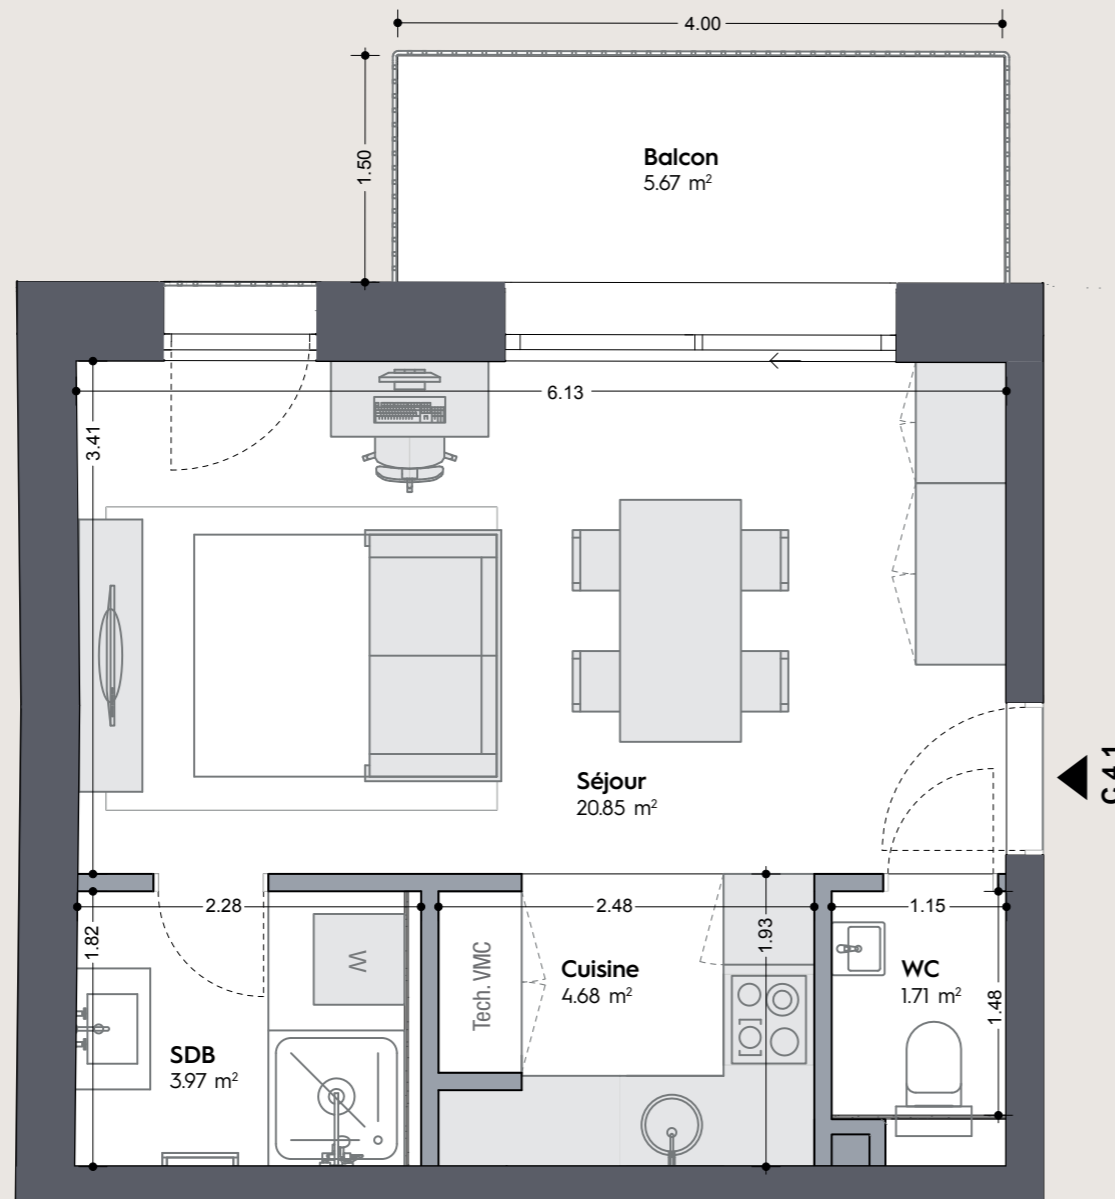 4.00
1.50
Balcon
5.67 m²
6.13
3.41
Séjour
20.85 m²
C41
2.28
2.48
1.15
1.82
1.93
1.48
W
Tech. VMC
Cuisine
4.68 m²
WC
1.71 m²
SDB
3.97 m²